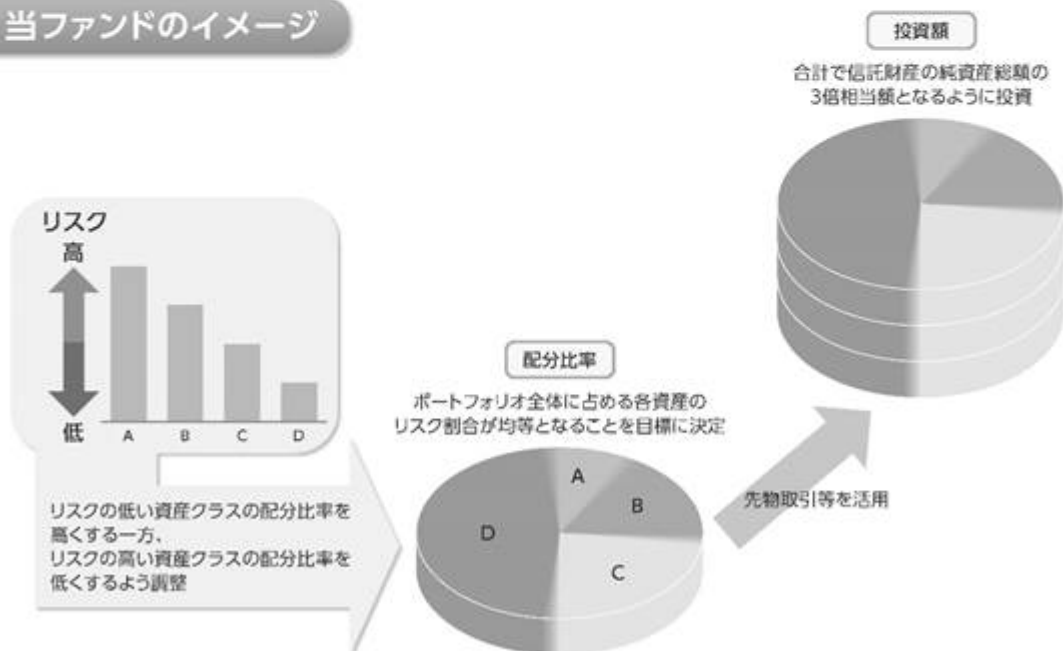 当ファンドのイメージ
投資額
合計で信託財産の純資産総額の
3倍相当額となるように投資
リスク
高
低
A B C D
配分比率
ポートフォリオ全体に占める各資産の
リスク割合が均等となることを目標に決定
リスクの低い資産クラスの配分比率を
高くする一方、
リスクの高い資産クラスの配分比率を
低くするよう調整
A
B
C
D
先物取引等を活用